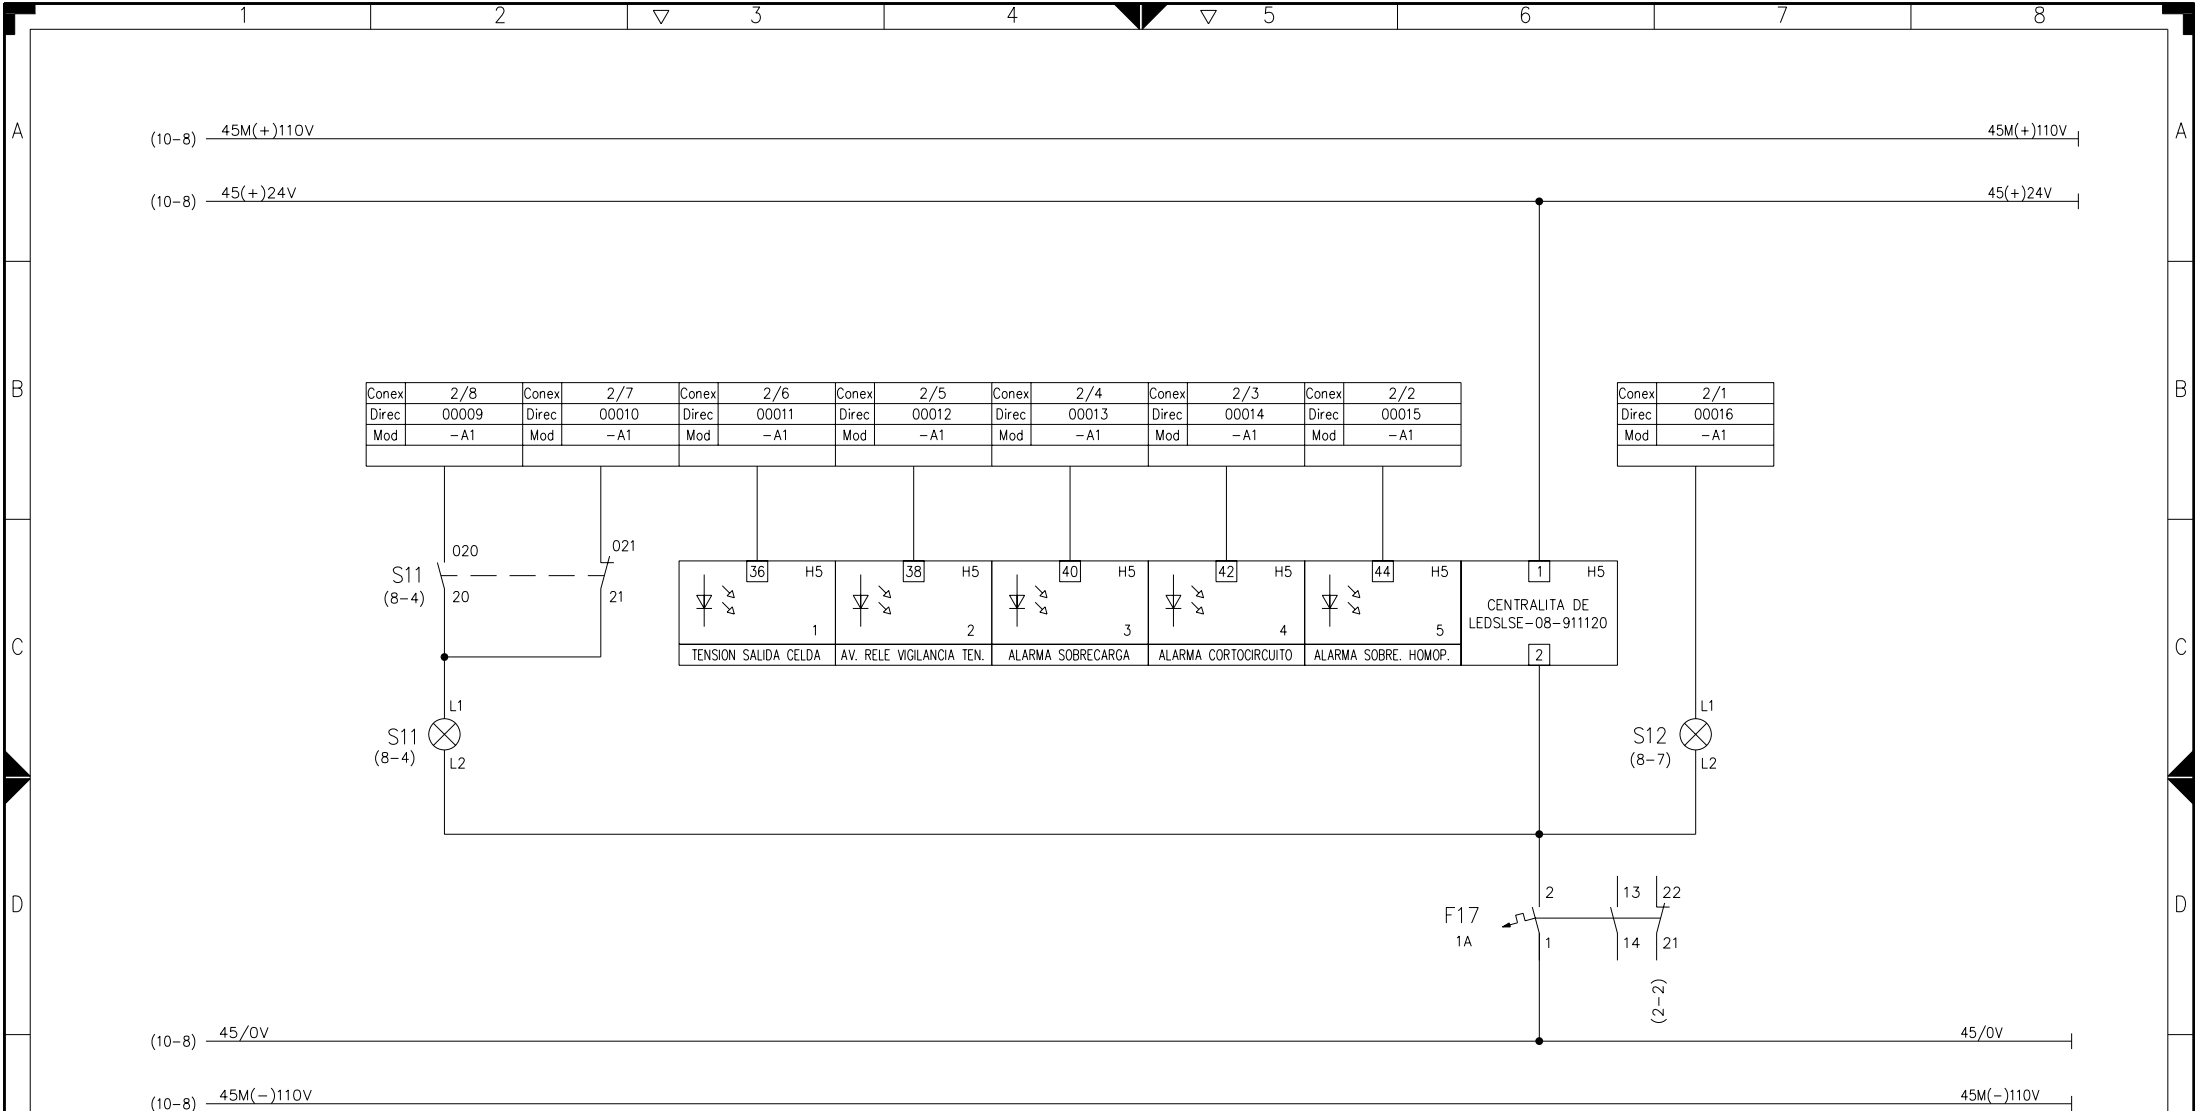 1 2 3 4 5 6 7 8
A A
(10-8) 45M(+)110V 45M(+)110V
(10-8) 45(+)24V 45(+)24V
B B
Conex 2/8 Conex 2/7 Conex 2/6 Conex 2/5 Conex 2/4 Conex 2/3 Conex 2/2 Conex 2/1
Direc 00009 Direc 00010 Direc 00011 Direc 00012 Direc 00013 Direc 00014 Direc 00015 Direc 00016
Mod -A1 Mod -A1 Mod -A1 Mod -A1 Mod -A1 Mod -A1 Mod -A1 Mod -A1
020 021
S11
(8-4) 20 21
36 H5 38 H5 40 H5 42 H5 44 H5 1 H5
CENTRALITA DE
LEDSLSE-08-911120
1 2 3 4 5
C C
TENSION SALIDA CELDA AV. RELE VIGILANCIA TEN. ALARMA SOBRECARGA ALARMA CORTOCIRCUITO ALARMA SOBRE. HOMOP. 2
L1 L1
S11 S12
(8-4) (8-7)
L2 L2
D D
2 13 22
F17
1A 1 14 21
(2-2)
(10-8) 45/0V 45/0V
(10-8) 45M(-)110V 45M(-)110V